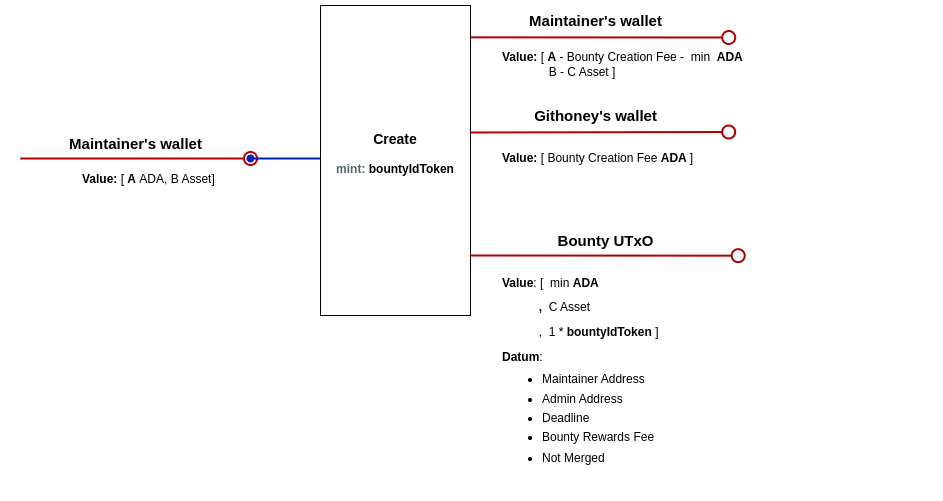 Maintainer's wallet
Value: [ A ADA, B Asset]
Create
mint: bountyIdToken
Maintainer's wallet
Value: [ A - Bounty Creation Fee - min ADA
B - C Asset ]
Githoney's wallet
Value: [ Bounty Creation Fee ADA ]
Bounty UTxO
Value: [ min ADA
, C Asset
, 1 * bountyIdToken ]
Datum:
• Maintainer Address
• Admin Address
• Deadline
• Bounty Rewards Fee
• Not Merged